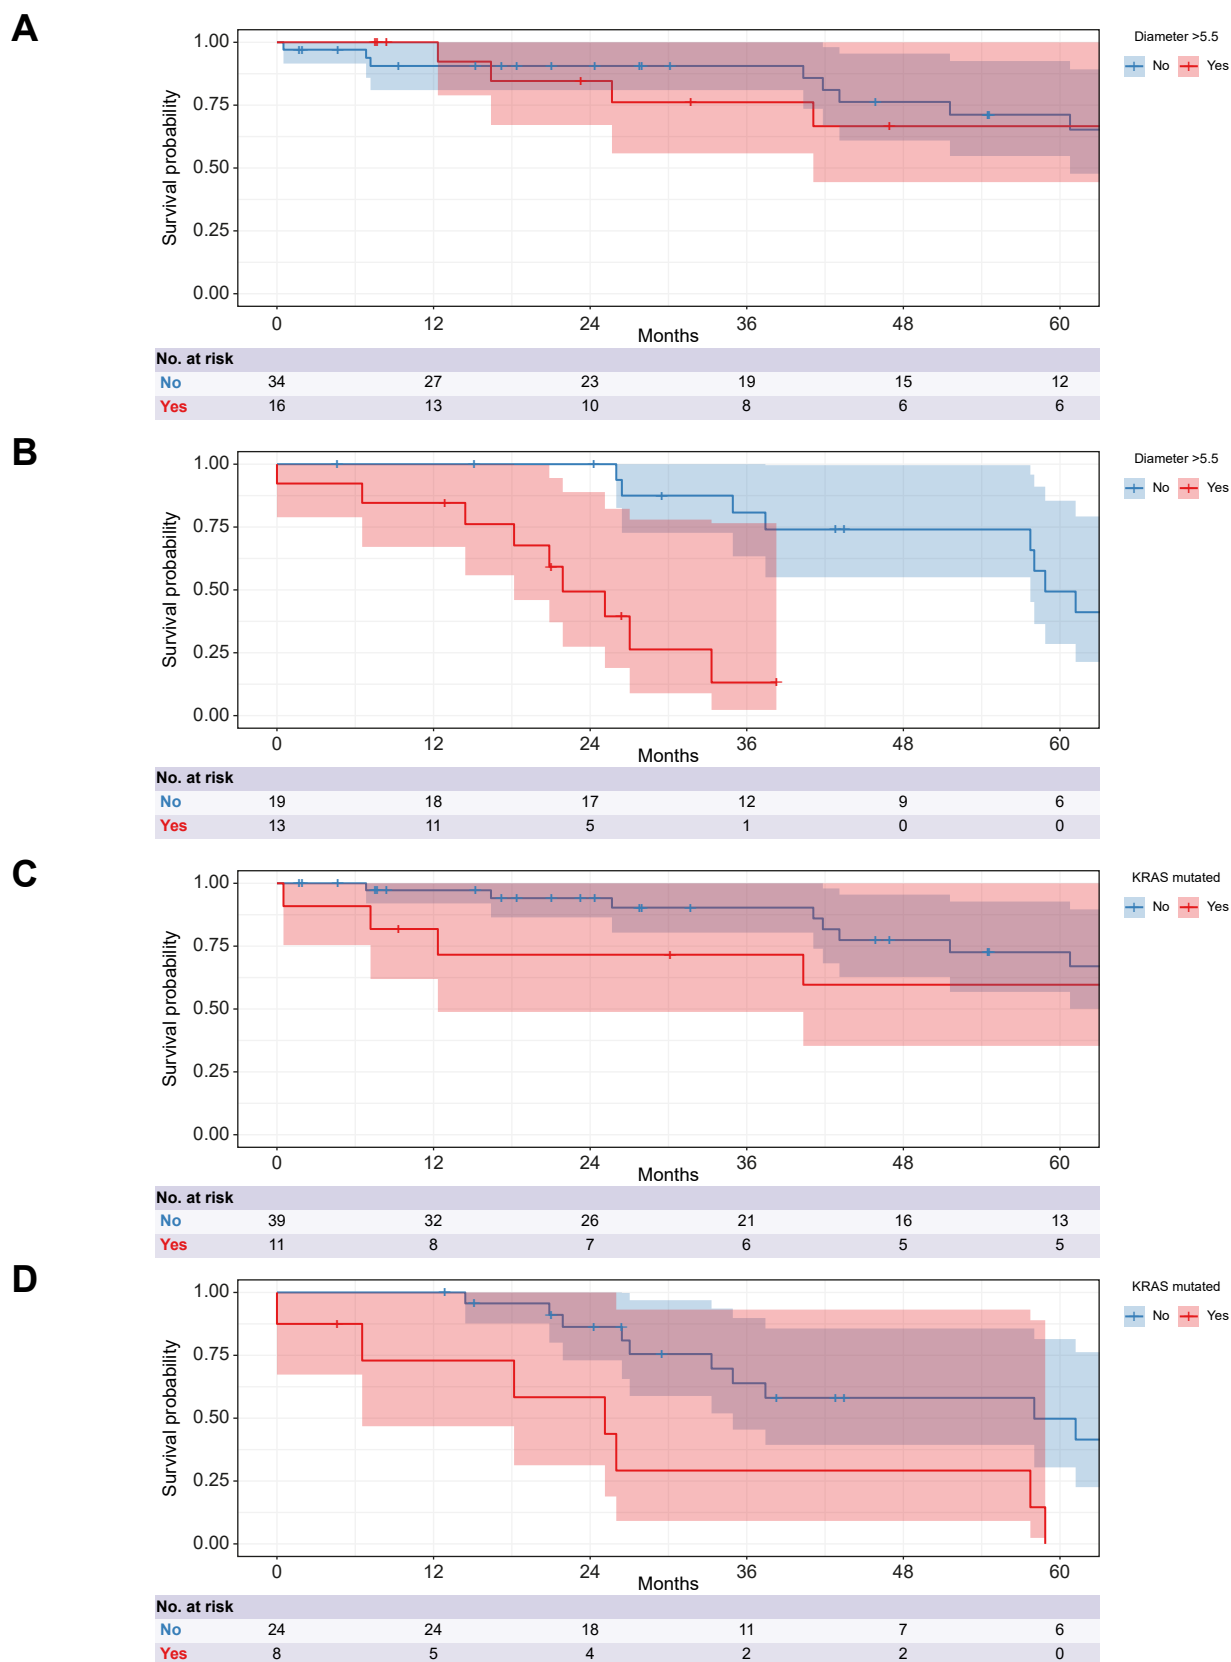 A
Diameter >5.5
No Yes
Survival probability
1.00
0.75
0.50
0.25
0.00
0 12 24 36 48 60
Months
No. at risk
No 34 27 23 19 15 12
Yes 16 13 10 8 6 6
B
Diameter >5.5
No Yes
Survival probability
1.00
0.75
0.50
0.25
0.00
0 12 24 36 48 60
Months
No. at risk
No 19 18 17 12 9 6
Yes 13 11 5 1 0 0
C
KRAS mutated
No Yes
Survival probability
1.00
0.75
0.50
0.25
0.00
0 12 24 36 48 60
Months
No. at risk
No 39 32 26 21 16 13
Yes 11 8 7 6 5 5
D
KRAS mutated
No Yes
Survival probability
1.00
0.75
0.50
0.25
0.00
0 12 24 36 48 60
Months
No. at risk
No 24 24 18 11 7 6
Yes 8 5 4 2 2 0